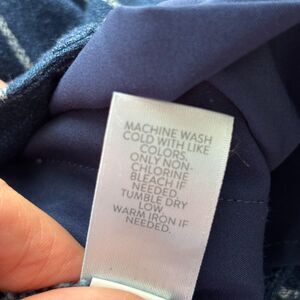 MACHINE WASH
COLD WITH LIKE
COLORS.
ONLY NON-
CHLORINE
BLEACH IF
NEEDED.
TUMBLE DRY
LOW.
WARM IRON IF
NEEDED.